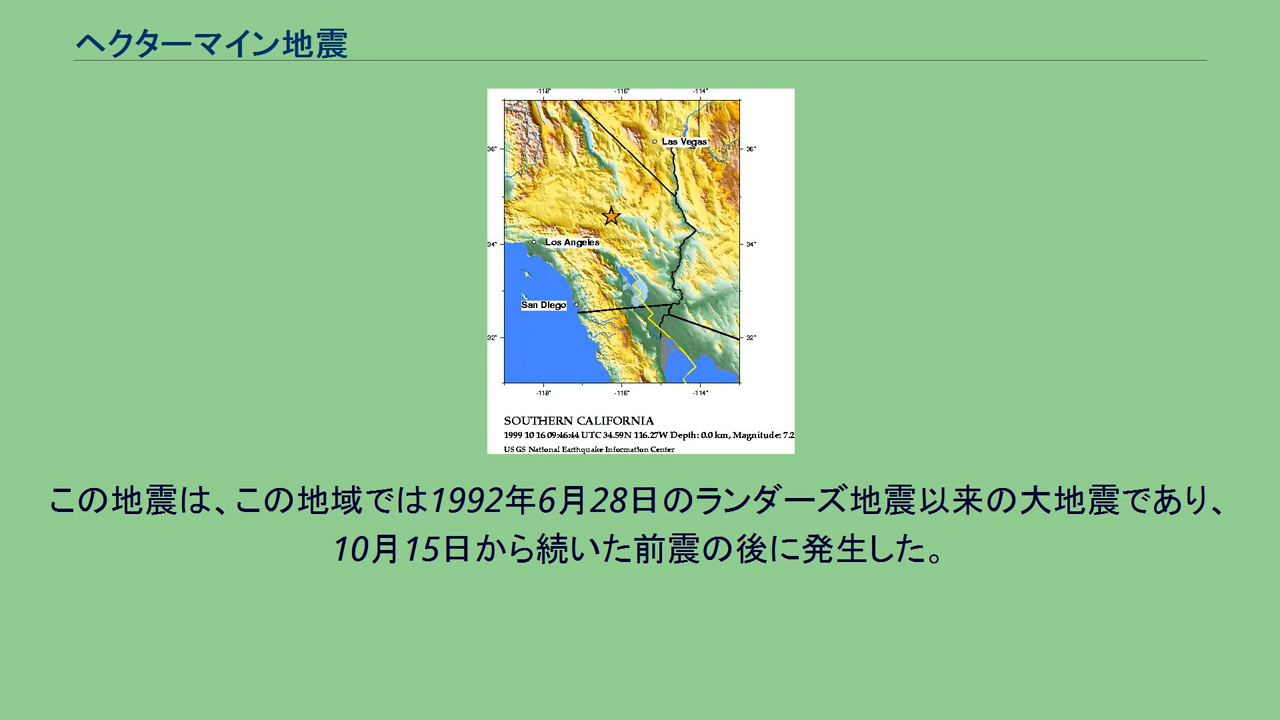 ヘクターマイン地震
-118° -116° -114°
Las Vegas
36° 36°
Los Angeles
34° 34°
San Diego
32° 32°
-118° -116° -114°
SOUTHERN CALIFORNIA
1999 10 16 09:46:44 UTC 34.59N 116.27W Depth: 0.0 km, Magnitude: 7.2
USGS National Earthquake Information Center
この地震は、この地域では1992年6月28日のランダーズ地震以来の大地震であり、
10月15日から続いた前震の後に発生した。